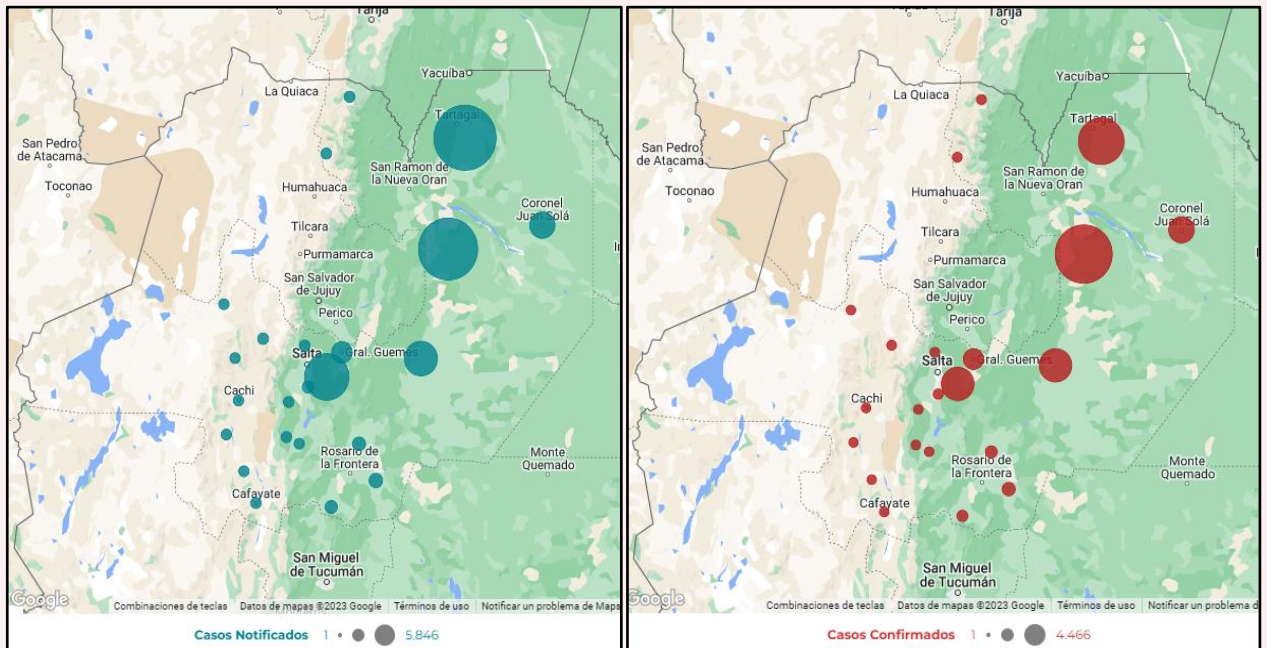 Tarija
Yacuíba
La Quiaca
Tartagal
San Pedro
de Atacama
San Ramon de
la Nueva Oran
Toconao
Humahuaca
Coronel
Juan Solá
Tilcara
Purmamarca
San Salvador
de Jujuy
Perico
Salta
Gral. Guemes
Cachi
Rosario de
la Frontera
Monte
Quemado
Cafayate
San Miguel
de Tucumán
Google
Combinaciones de teclas
Datos de mapas ©2023 Google
Términos de uso
Notificar un problema de Maps
Casos Notificados 1 5.846
Tarija
Yacuíba
La Quiaca
Tartagal
San Pedro
de Atacama
San Ramon de
la Nueva Oran
Toconao
Humahuaca
Coronel
Juan Solá
Tilcara
Purmamarca
San Salvador
de Jujuy
Perico
Salta
Gral. Guemes
Cachi
Rosario de
la Frontera
Monte
Quemado
Cafayate
San Miguel
de Tucumán
Google
Combinaciones de teclas
Datos de mapas ©2023 Google
Términos de uso
Notificar un problema d
Casos Confirmados 1 4.466